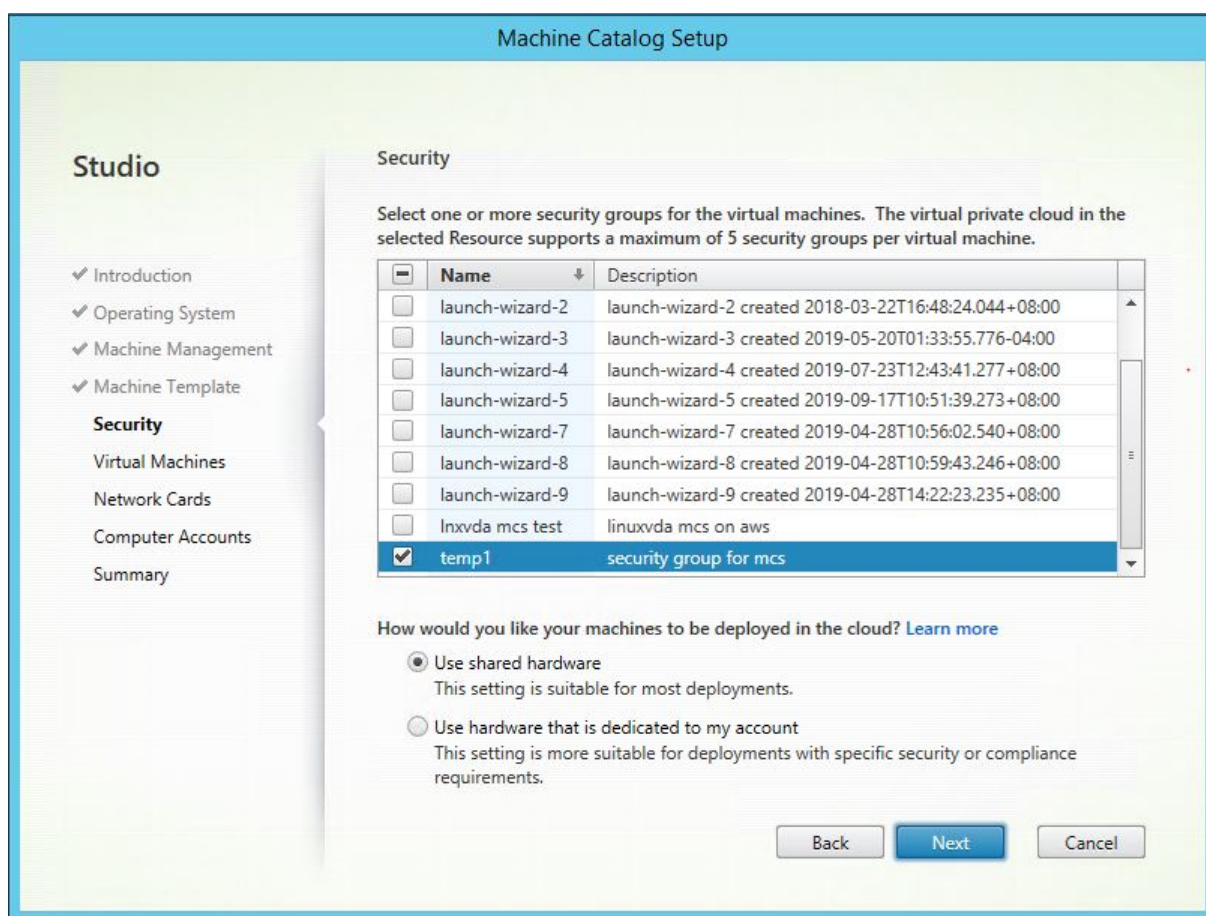 Machine Catalog Setup
Studio
Introduction
Operating System
Machine Management
Machine Template
Security
Virtual Machines
Network Cards
Computer Accounts
Summary
Security
Select one or more security groups for the virtual machines. The virtual private cloud in the
selected Resource supports a maximum of 5 security groups per virtual machine.
Name Description
launch-wizard-2 launch-wizard-2 created 2018-03-22T16:48:24.044+08:00
launch-wizard-3 launch-wizard-3 created 2019-05-20T01:33:55.776-04:00
launch-wizard-4 launch-wizard-4 created 2019-07-23T12:43:41.277+08:00
launch-wizard-5 launch-wizard-5 created 2019-09-17T10:51:39.273+08:00
launch-wizard-7 launch-wizard-7 created 2019-04-28T10:56:02.540+08:00
launch-wizard-8 launch-wizard-8 created 2019-04-28T10:59:43.246+08:00
launch-wizard-9 launch-wizard-9 created 2019-04-28T14:22:23.235+08:00
lnxvda mcs test linuxvda mcs on aws
temp1 security group for mcs
How would you like your machines to be deployed in the cloud? Learn more
Use shared hardware
This setting is suitable for most deployments.
Use hardware that is dedicated to my account
This setting is more suitable for deployments with specific security or compliance
requirements.
Back Next Cancel